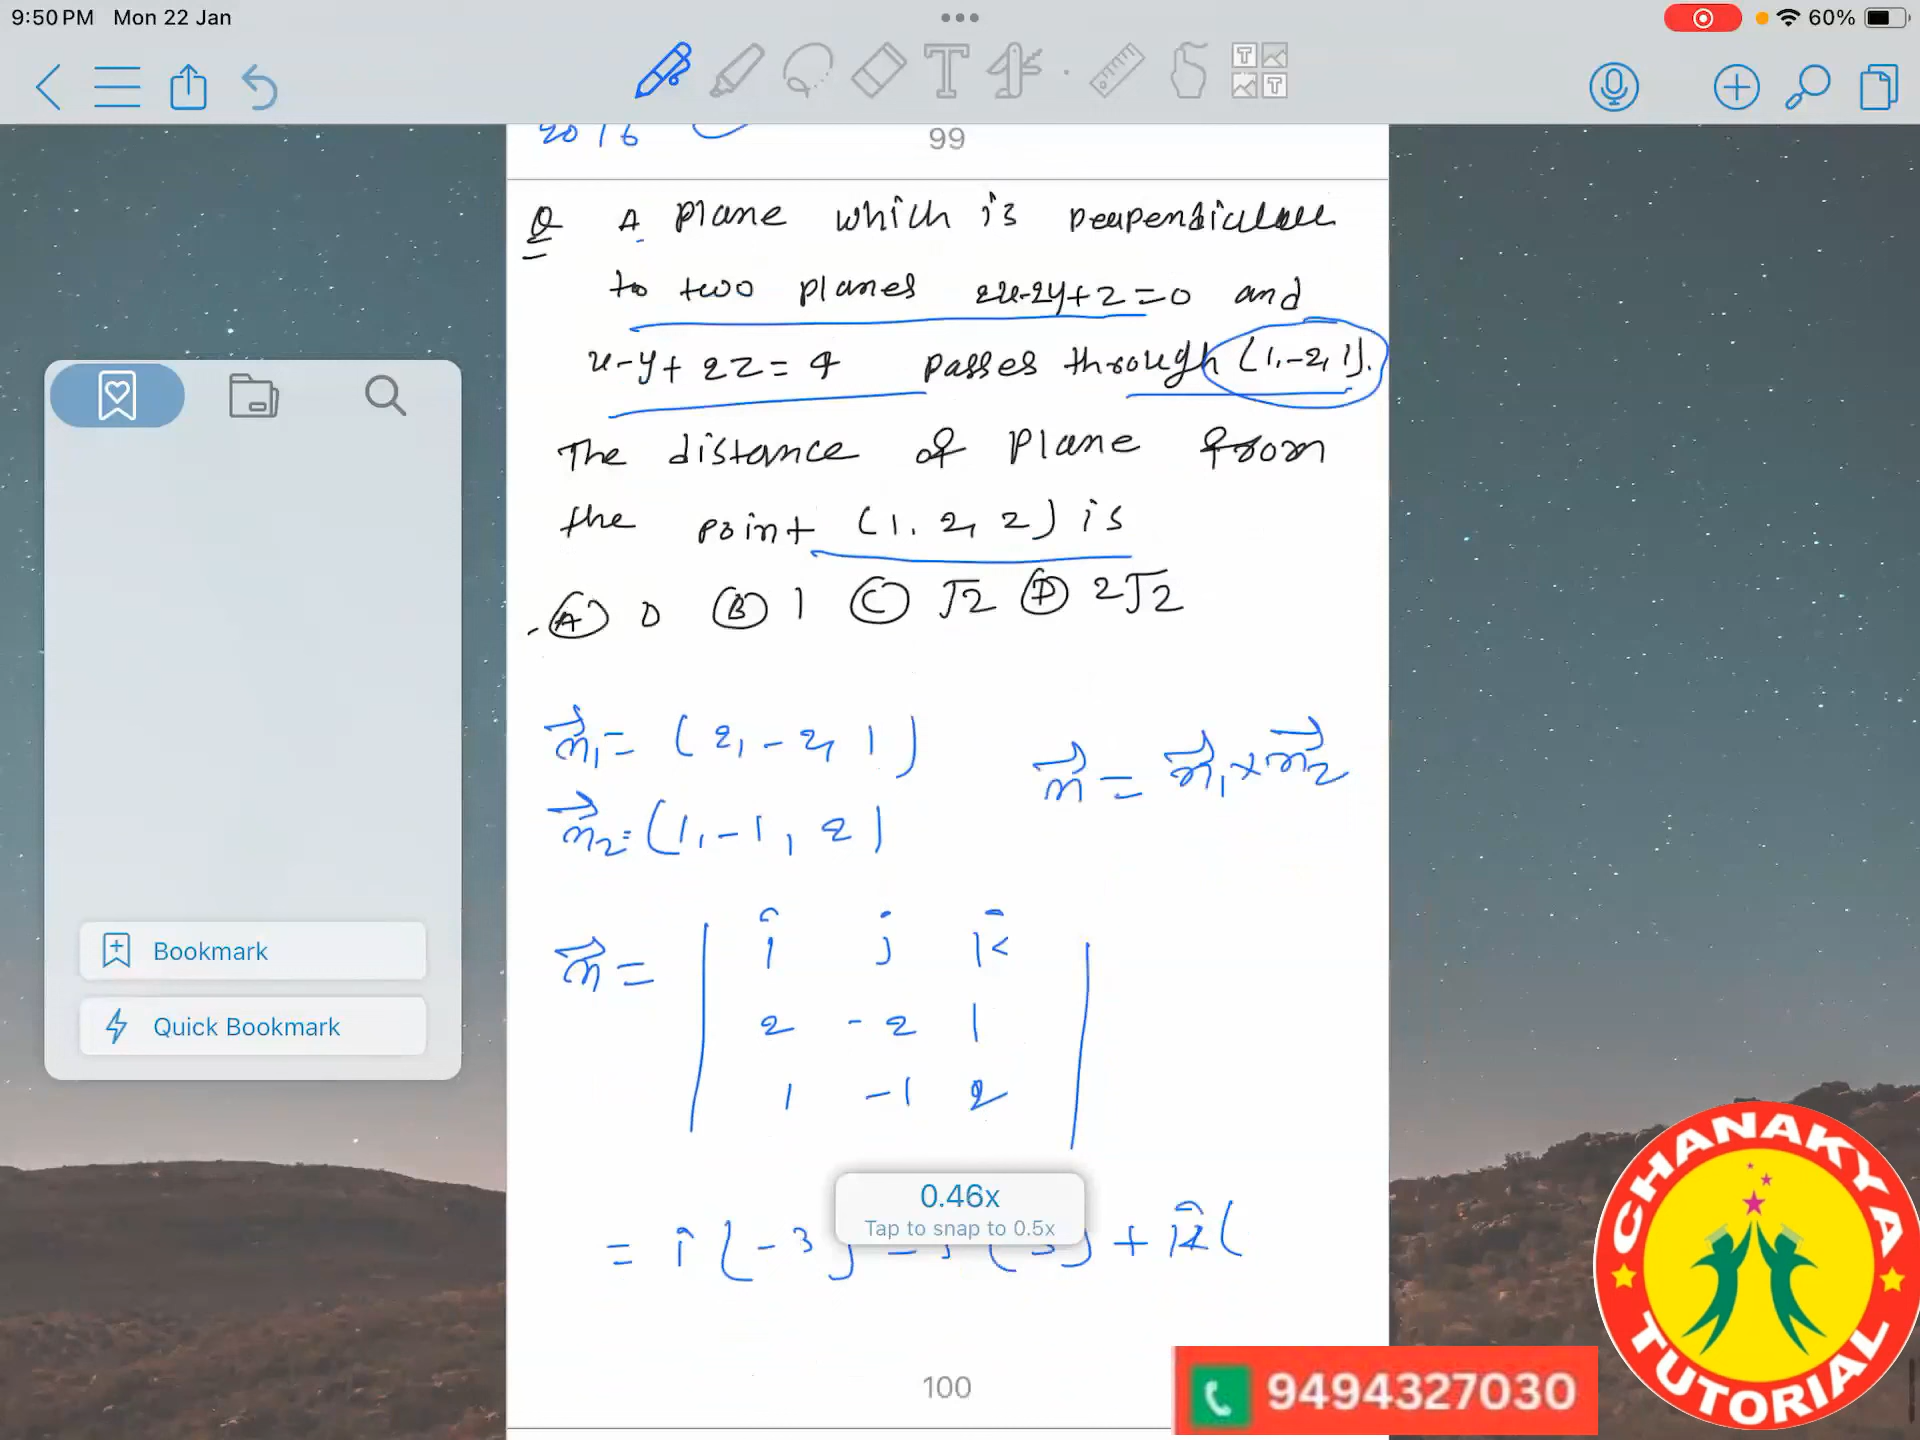 9:50 PM Mon 22 Jan
60%
2016
99
Q A plane which is perpendicular
to two planes 2x-2y+z=0 and
x-y+2z=4 passes through (1,-2,1).
The distance of plane from
the point (1, 2, 2) is
(A) 0 (B) 1 (C) √2 (D) 2√2
n₁ = (2, -2, 1)
n₂ = (1, -1, 2)
n = n₁ × n₂
n = | i j k |
2 -2 1
1 -1 2
= i(-3) - j(3) + k(
0.46x
Tap to snap to 0.5x
100
Bookmark
Quick Bookmark
CHANAKYA
TUTORIAL
9494327030